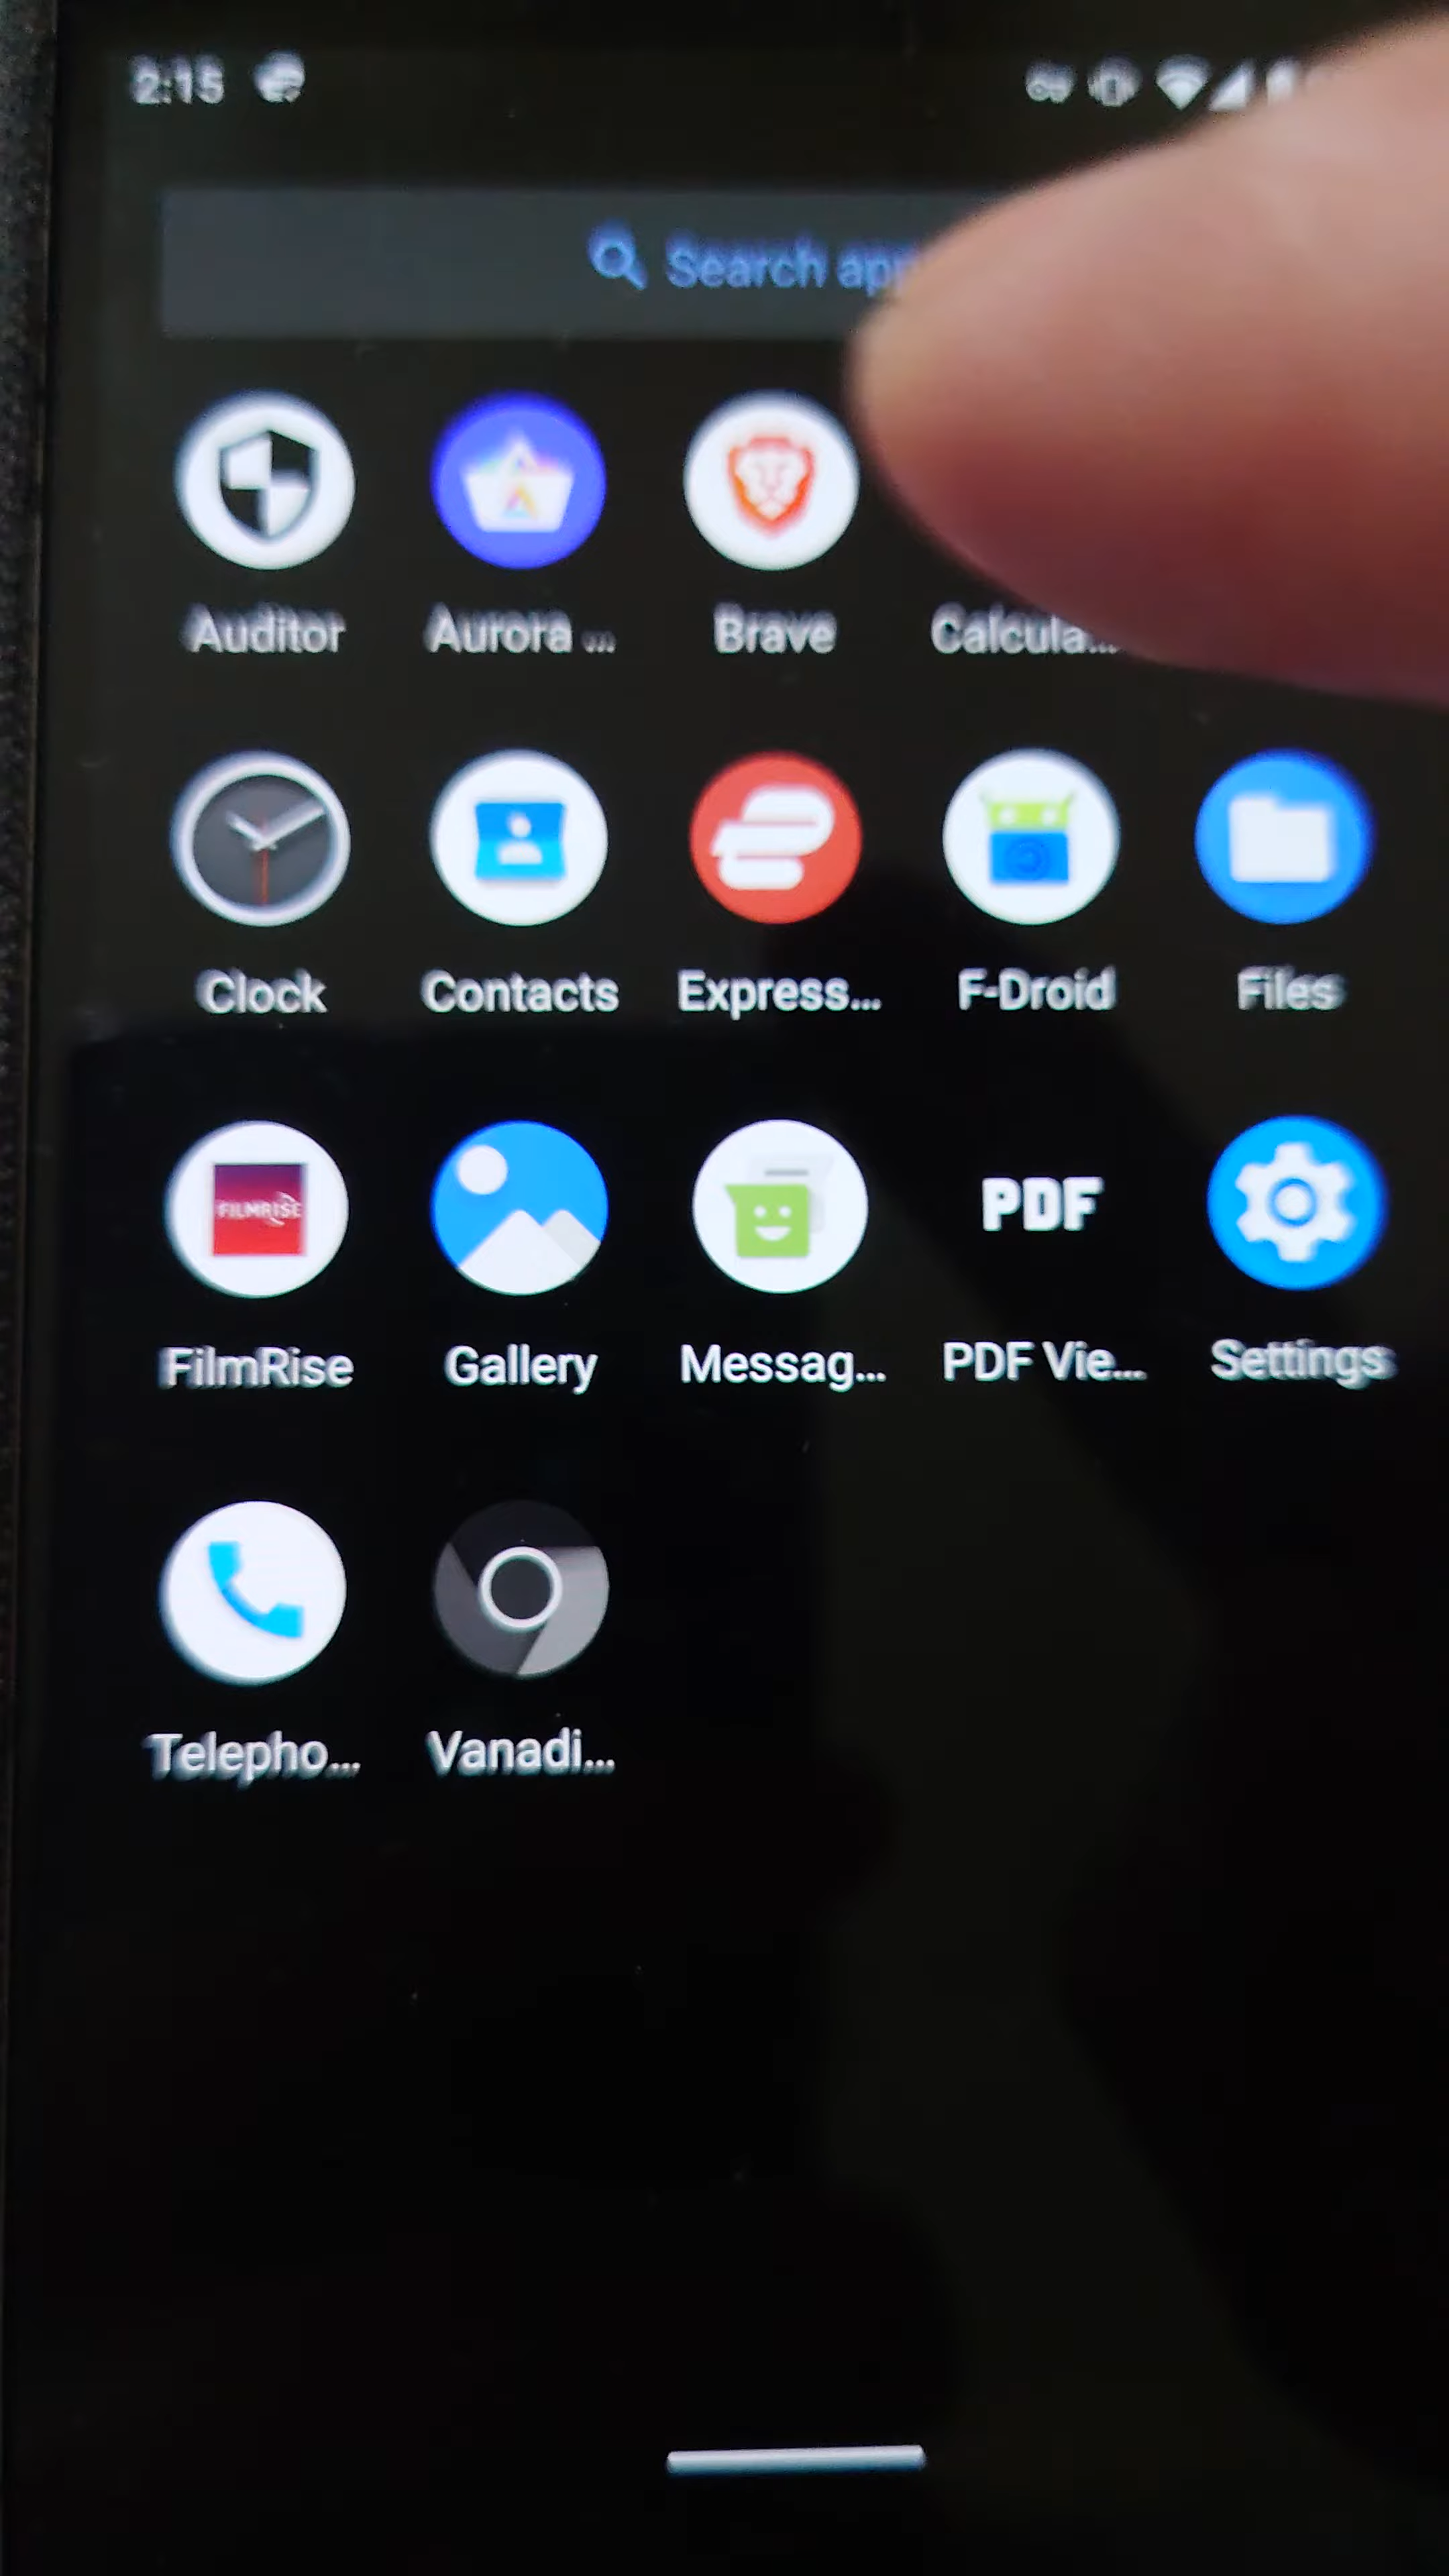 2:15
Search
Auditor Aurora ... Brave Calcula...
Clock Contacts Express... F-Droid Files
FILMRISE PDF
FilmRise Gallery Messag... PDF Vie... Settings
Telepho... Vanadi...